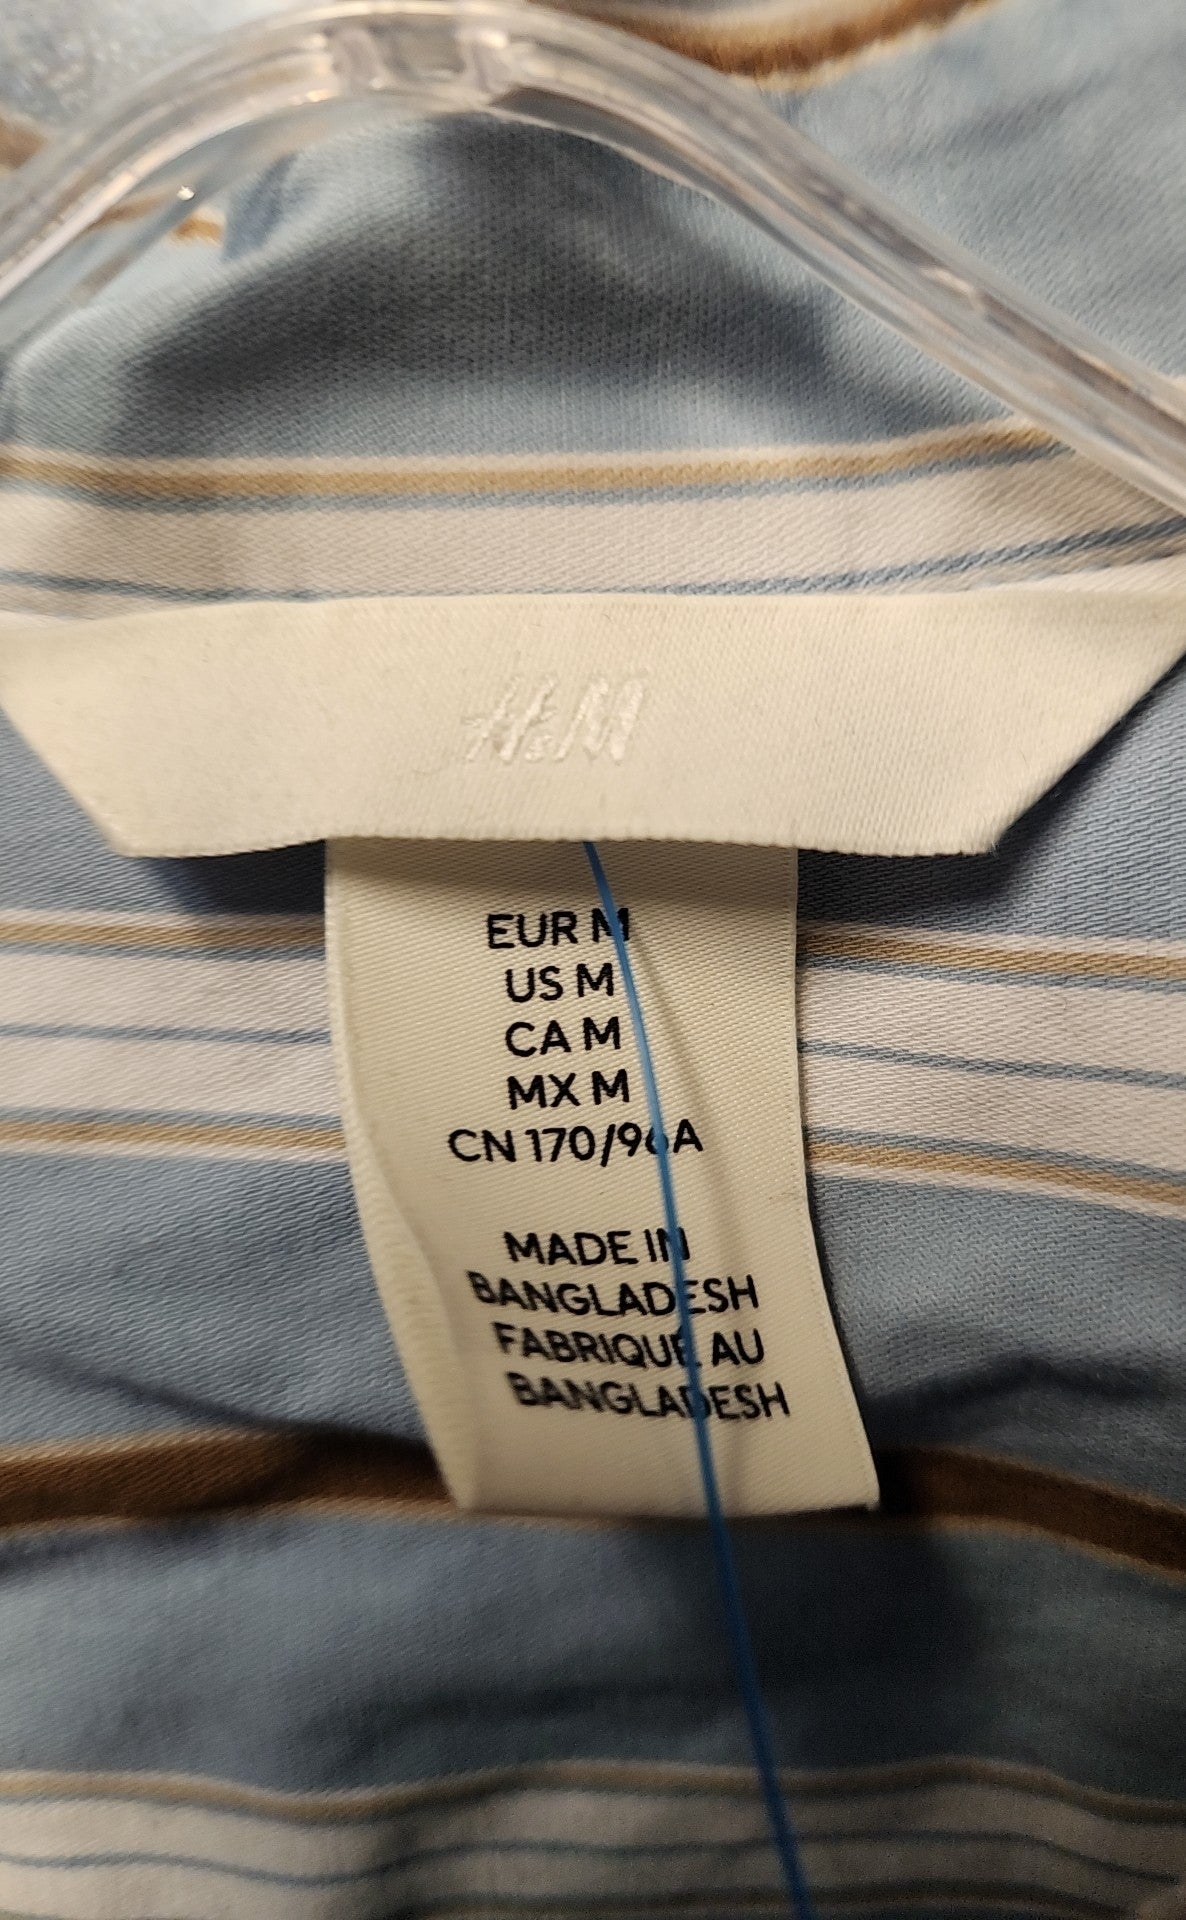 H&M
EUR M
US M
CA M
MX M
CN 170/96A
MADE IN
BANGLADESH
FABRIQUE AU
BANGLADESH